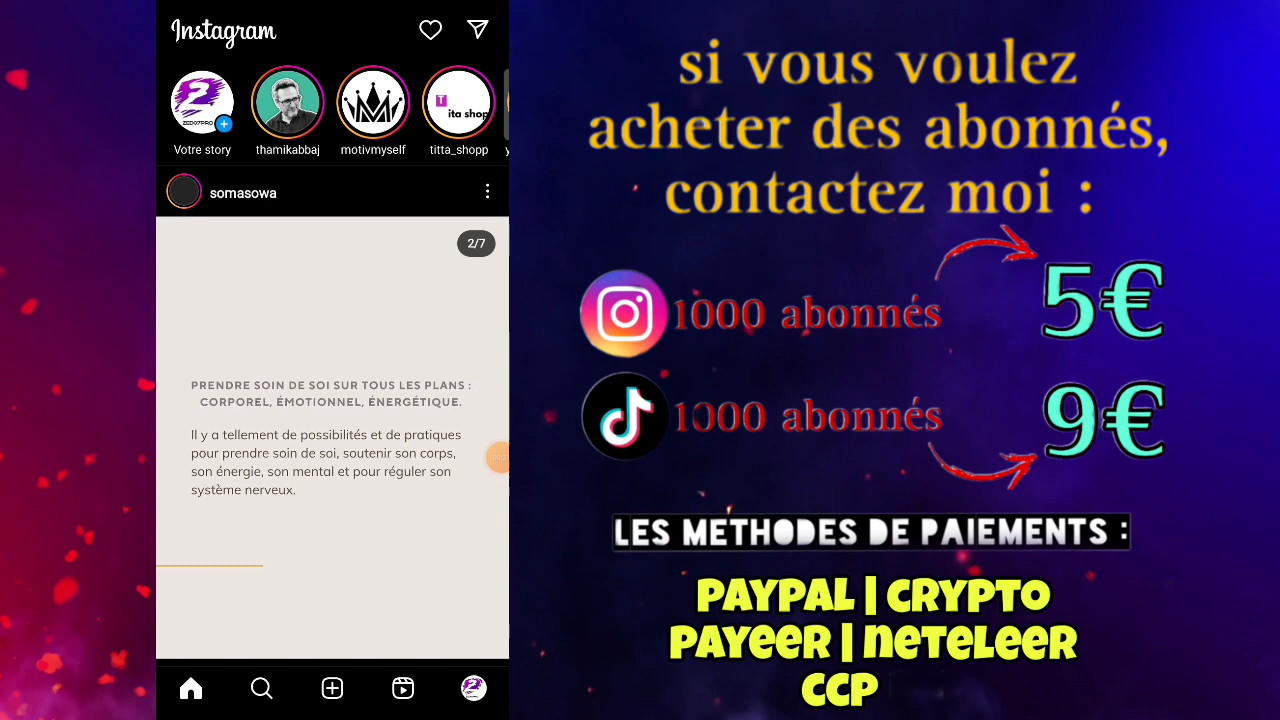 Instagram
ZED07PRO
ita shop
Votre story
thamikabbaj
motivmyself
titta_shopp
somasowa
2/7
PRENDRE SOIN DE SOI SUR TOUS LES PLANS :
CORPOREL, ÉMOTIONNEL, ÉNERGÉTIQUE.
Il y a tellement de possibilités et de pratiques
pour prendre soin de soi, soutenir son corps,
son énergie, son mental et pour réguler son
système nerveux.
si vous voulez
acheter des abonnés,
contactez moi :
1000 abonnés
5€
1000 abonnés
9€
LES METHODES DE PAIEMENTS :
PAYPAL | CRYPTO
PAYEER | NETELEER
CCP